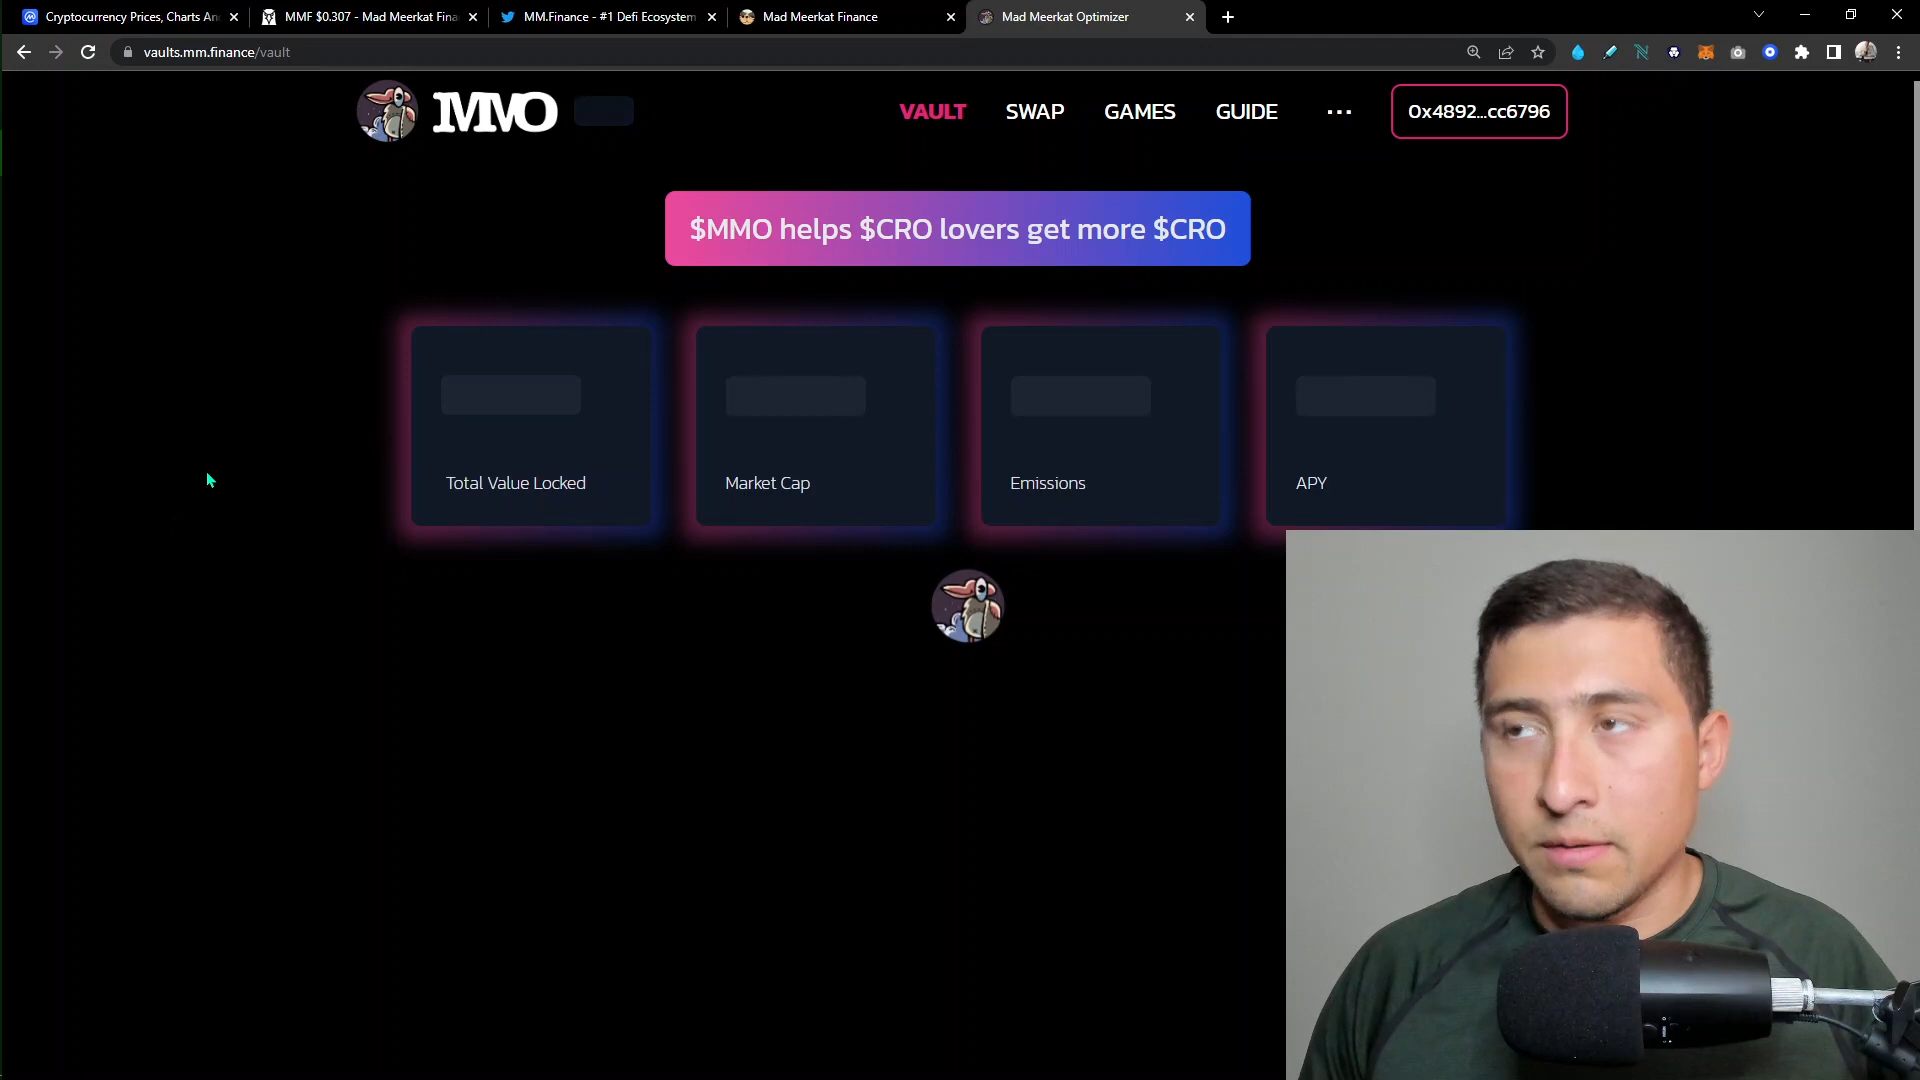 Cryptocurrency Prices, Charts An
MMF $0.307 - Mad Meerkat Fina
MM.Finance - #1 Defi Ecosystem
Mad Meerkat Finance
Mad Meerkat Optimizer
vaults.mm.finance/vault
MMO
VAULT
SWAP
GAMES
GUIDE
...
0x4892...cc6796
$MMO helps $CRO lovers get more $CRO
Total Value Locked
Market Cap
Emissions
APY